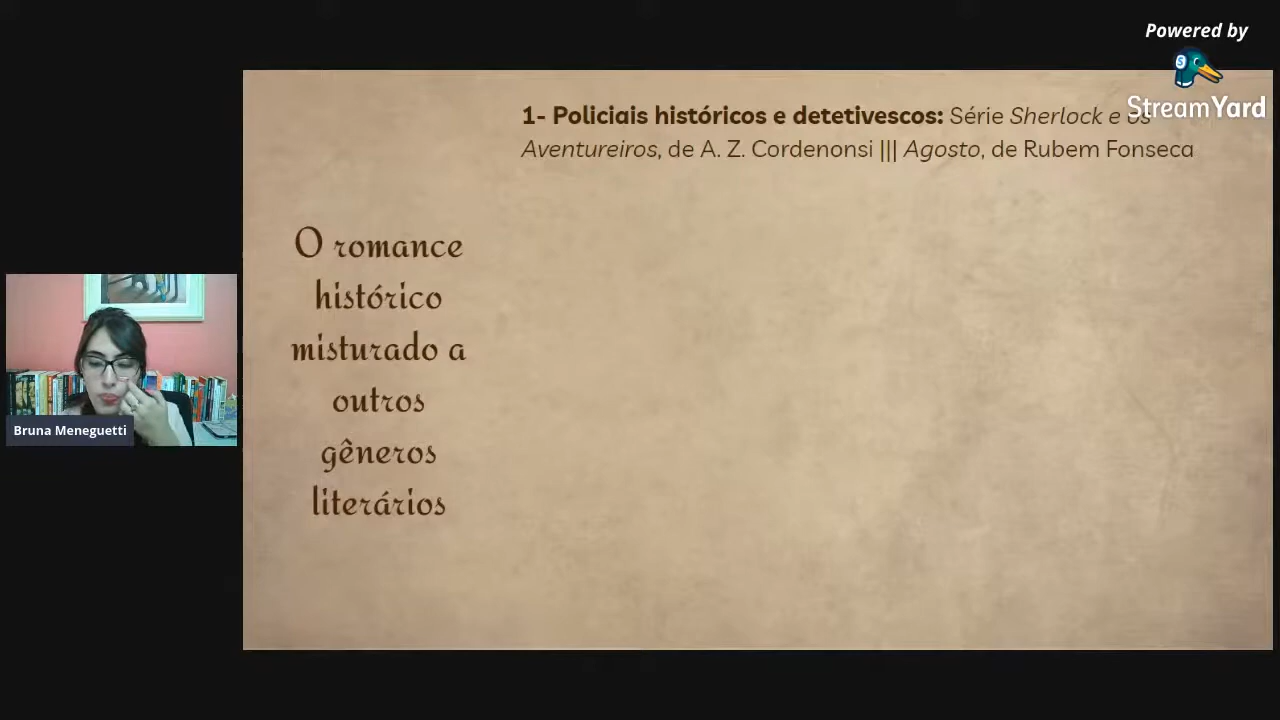 Powered by
StreamYard
1- Policiais históricos e detetivescos: Série Sherlock e os
Aventureiros, de A. Z. Cordenonsi ||| Agosto, de Rubem Fonseca
O romance
histórico
misturado a
outros
gêneros
literários
Bruna Meneguetti